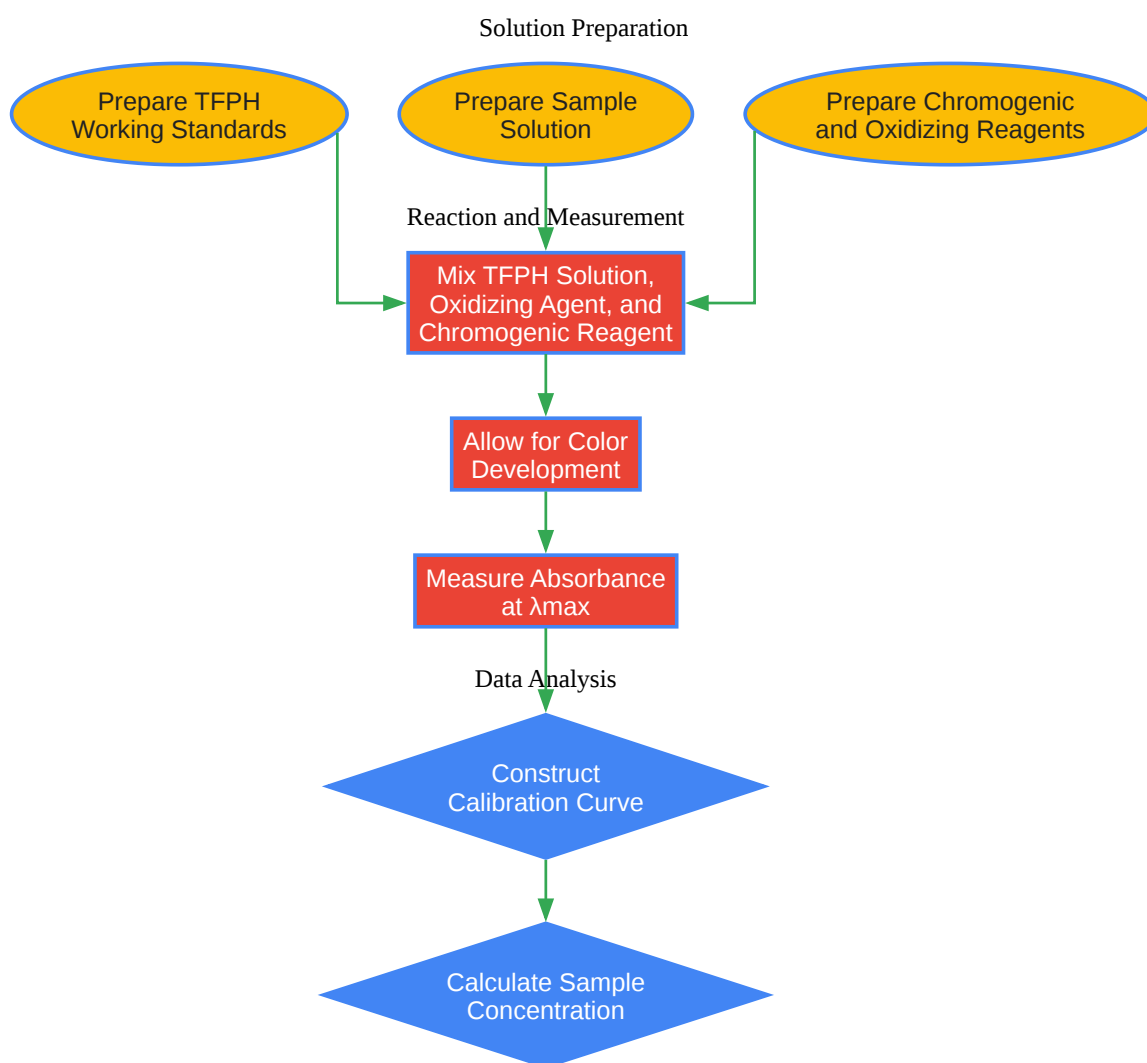 Solution Preparation
Prepare TFPH
Working Standards
Prepare Sample
Solution
Prepare Chromogenic
and Oxidizing Reagents
Reaction and Measurement
Mix TFPH Solution,
Oxidizing Agent, and
Chromogenic Reagent
Allow for Color
Development
Measure Absorbance
at λmax
Data Analysis
Construct
Calibration Curve
Calculate Sample
Concentration